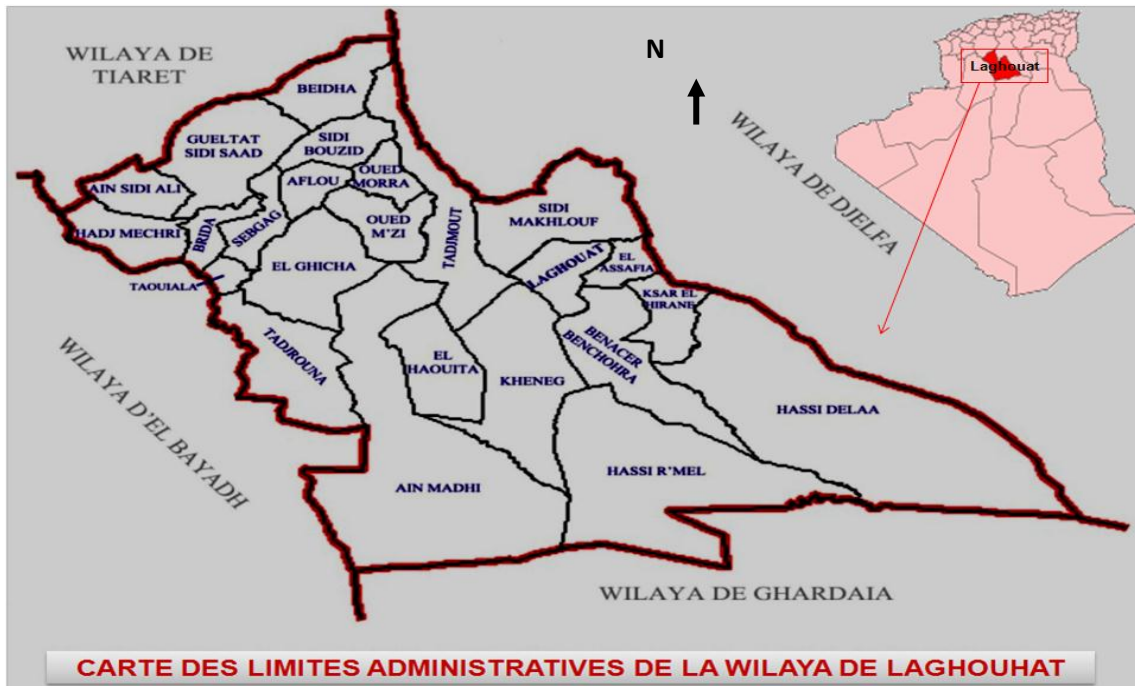 WILAYA DE
TIARET
N
Laghouat
BEIDHA
WILAYA DE DJELFA
GUELTAT
SIDI SAAD
SIDI
BOUZID
OUED
MORRA
AFLOU
AIN SIDI ALI
SIDI
MAKHLOUF
OUED
M'ZI
HADJ MECHRI
BRIDA
SEBGAG
TADJMOUT
LAGHOUAT
EL
ASSAFIA
EL GHICHA
TAOUIALA
KSAR EL
HIRANE
TADJROUNA
BENACER
BENCHOHRA
EL
HAOUITA
KHENEG
HASSI DELAA
WILAYA D'EL BAYADH
HASSI R'MEL
AIN MADHI
WILAYA DE GHARDAIA
CARTE DES LIMITES ADMINISTRATIVES DE LA WILAYA DE LAGHOUHAT